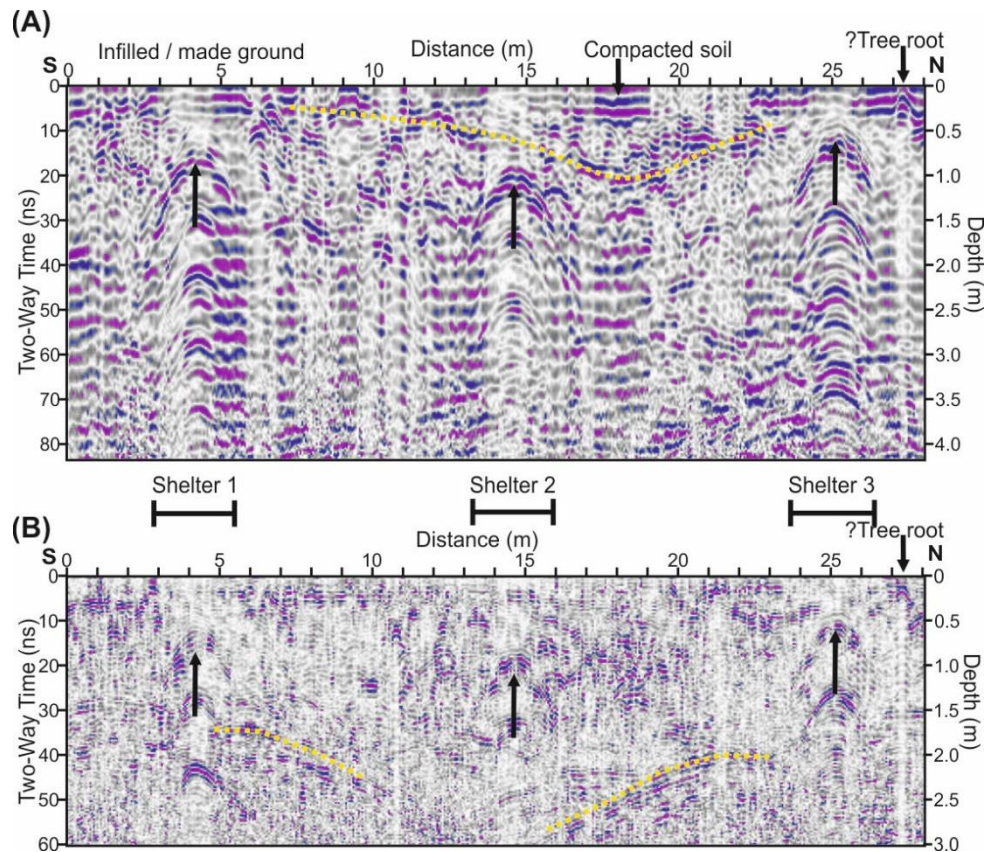 (A)
Infilled / made ground Distance (m) Compacted soil ?Tree root
S 0 5 10 15 20 25 N
Two-Way Time (ns)
0
10
20
30
40
50
60
70
80
Depth (m)
0
0.5
1.0
1.5
2.0
2.5
3.0
3.5
4.0
Shelter 1 Shelter 2 Shelter 3
(B)
Distance (m) ?Tree root
S 0 5 10 15 20 25 N
Two-Way Time (ns)
0
10
20
30
40
50
60
Depth (m)
0
0.5
1.0
1.5
2.0
2.5
3.0